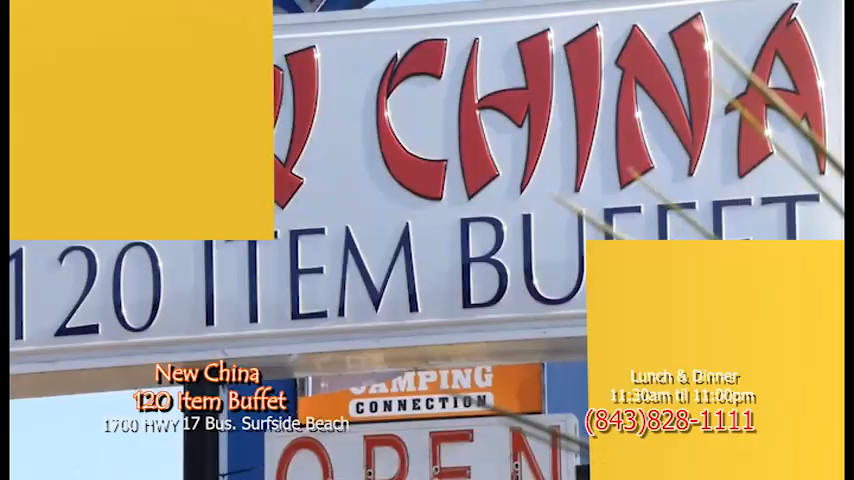 W CHINA
120 ITEM BUFFET
CAMPING
CONNECTION
OPEN
New China
120 Item Buffet
1700 HWY 17 Bus. Surfside Beach
Lunch & Dinner
11:30am til 11:00pm
(843)828-1111